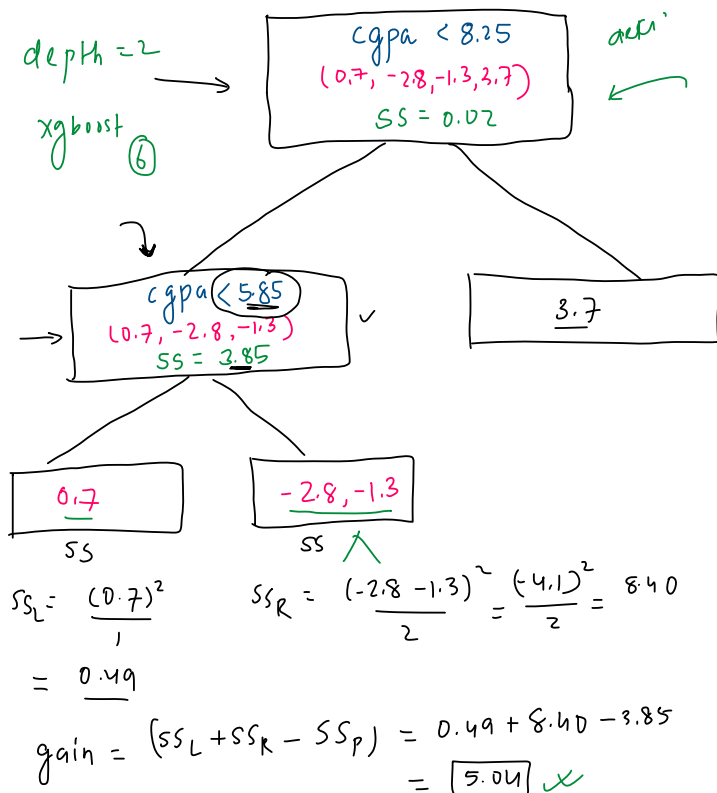 depth = 2
xgboost
6
cgpa < 8.25
(0.7, -2.8, -1.3, 3.7)
SS = 0.02
cgpa < 5.85
(0.7, -2.8, -1.3)
SS = 3.85
3.7
0.7
-2.8, -1.3
SS
SS
SS_L = (0.7)² / 1
= 0.49
SS_R = (-2.8 -1.3)² / 2 = (-4.1)² / 2 = 8.40
gain = (SS_L + SS_R - SS_P) = 0.49 + 8.40 - 3.85
= 5.04